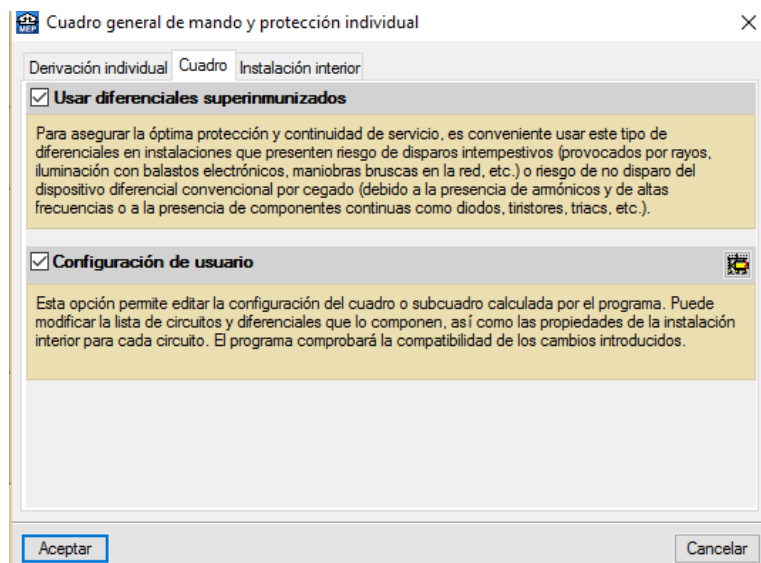 MEP
Cuadro general de mando y protección individual
Derivación individual Cuadro Instalación interior
Usar diferenciales superinmunizados
Para asegurar la óptima protección y continuidad de servicio, es conveniente usar este tipo de
diferenciales en instalaciones que presenten riesgo de disparos intempestivos (provocados por rayos,
iluminación con balastos electrónicos, maniobras bruscas en la red, etc.) o riesgo de no disparo del
dispositivo diferencial convencional por cegado (debido a la presencia de armónicos y de altas
frecuencias o a la presencia de componentes continuas como diodos, tiristores, triacs, etc.).
Configuración de usuario
Esta opción permite editar la configuración del cuadro o subcuadro calculada por el programa. Puede
modificar la lista de circuitos y diferenciales que lo componen, así como las propiedades de la instalación
interior para cada circuito. El programa comprobará la compatibilidad de los cambios introducidos.
Aceptar Cancelar